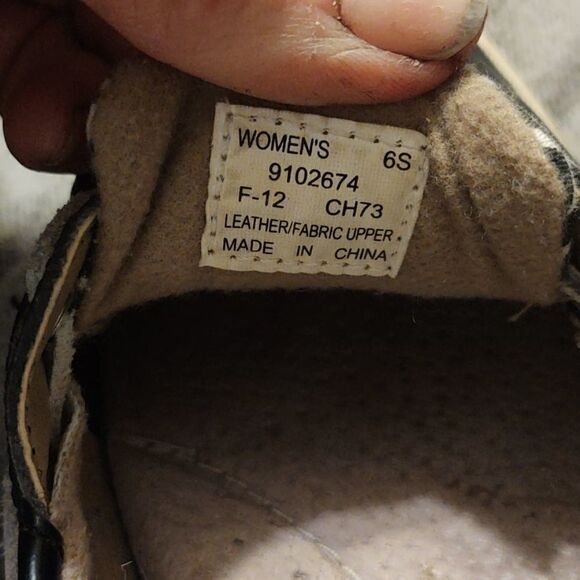 WOMEN'S 6S
9102674
F-12 CH73
LEATHER/FABRIC UPPER
MADE IN CHINA